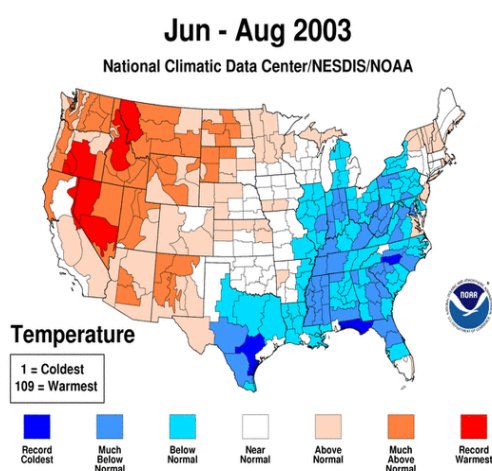 Jun - Aug 2003
National Climatic Data Center/NESDIS/NOAA
NOAA
Temperature
1 = Coldest
109 = Warmest
Record
Coldest
Much
Below
Normal
Below
Normal
Near
Normal
Above
Normal
Much
Above
Normal
Record
Warmest